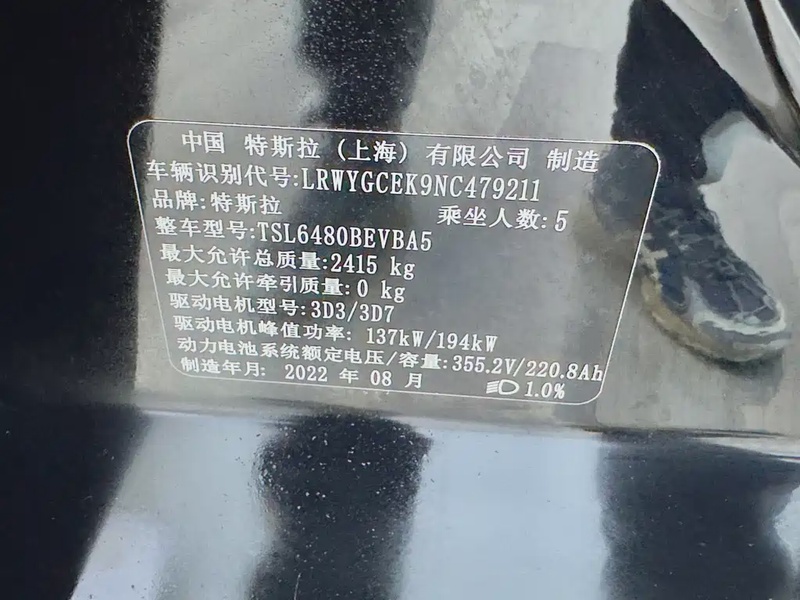 中国 特斯拉 (上海) 有限公司 制造
车辆识别代号:LRWYGCEK9NC479211
品牌:特斯拉 乘坐人数:5
整车型号:TSL6480BEVBA5
最大允许总质量:2415 kg
最大允许牵引质量:0 kg
驱动电机型号:3D3/3D7
驱动电机峰值功率: 137kW/194kW
动力电池系统额定电压/容量:355.2V/220.8Ah
制造年月: 2022 年 08 月 1.0%